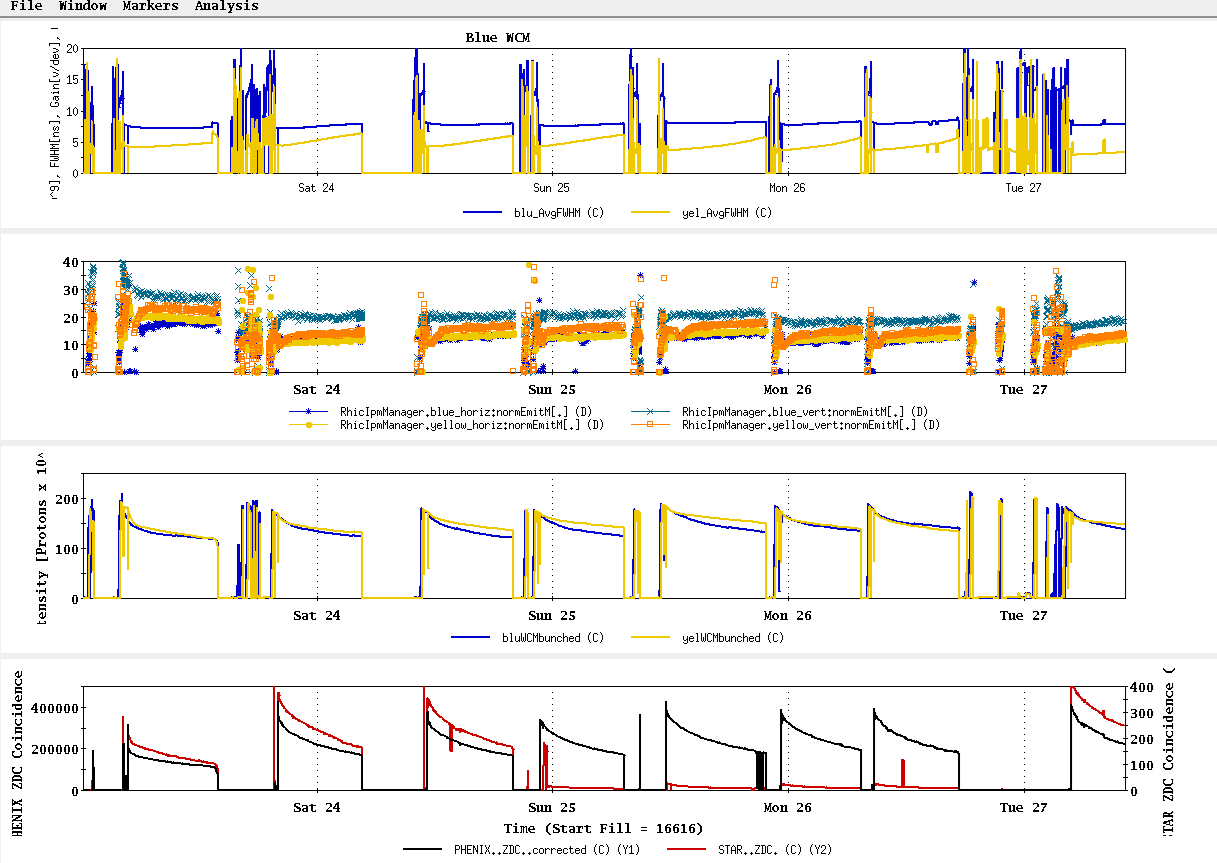 File Window Markers Analysis
Blue WCM
r^9], FWHM[ns], Gain[v/dev],
20
15
10
5
0
Sat 24 Sun 25 Mon 26 Tue 27
blu_AvgFWHM (C) yel_AvgFWHM (C)
40
30
20
10
0
Sat 24 Sun 25 Mon 26 Tue 27
RhicIpmManager.blue_horiz:normEmitM[.] (D) RhicIpmManager.blue_vert:normEmitM[.] (D)
RhicIpmManager.yellow_horiz:normEmitM[.] (D) RhicIpmManager.yellow_vert:normEmitM[.] (D)
tensity [Protons x 10^
200
100
0
Sat 24 Sun 25 Mon 26 Tue 27
bluWCMbunched (C) yelWCMbunched (C)
HENIX ZDC Coincidence
400000
200000
0
400
300
200
100
0
TAR ZDC Coincidence (
Sat 24 Sun 25 Mon 26 Tue 27
Time (Start Fill = 16616)
PHENIX..ZDC..corrected (C) (Y1) STAR..ZDC. (C) (Y2)